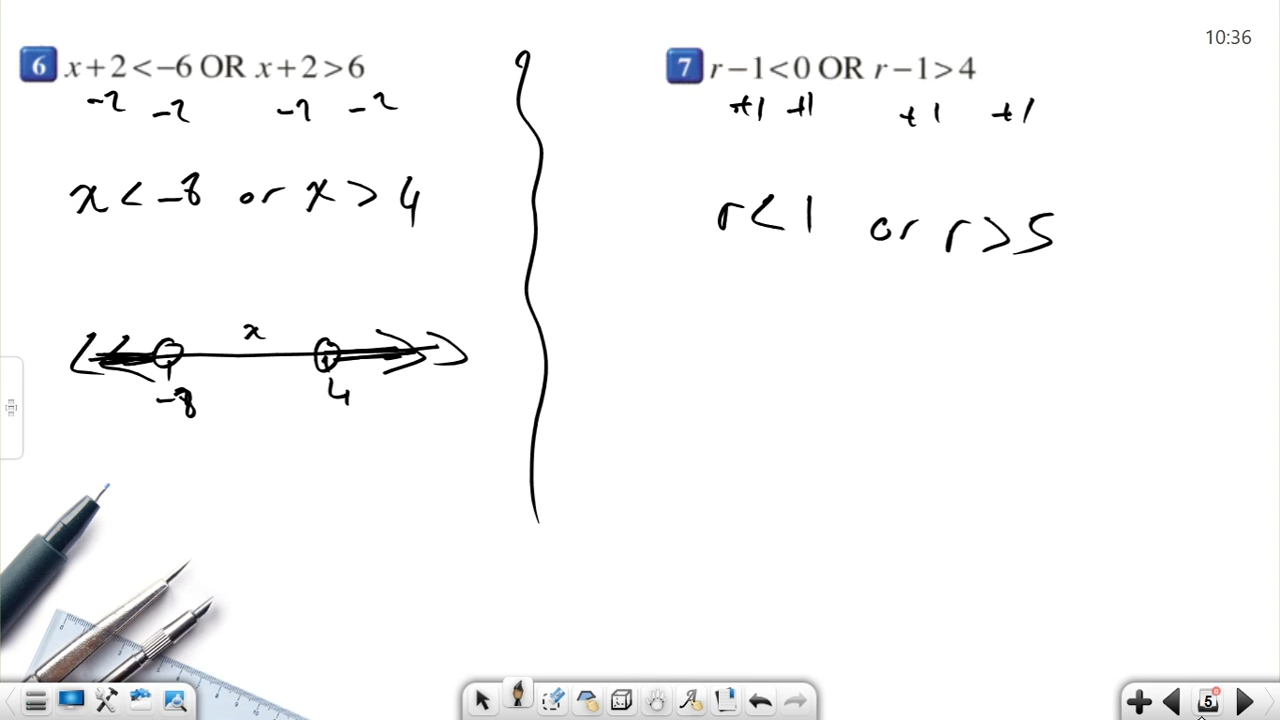 10:36
6 x+2<−6 OR x+2>6
-2 -2 -2 -2
x < -8 or x > 4
x
-8 4
7 r−1<0 OR r−1>4
+1 +1 +1 +1
r < 1 or r > 5
5